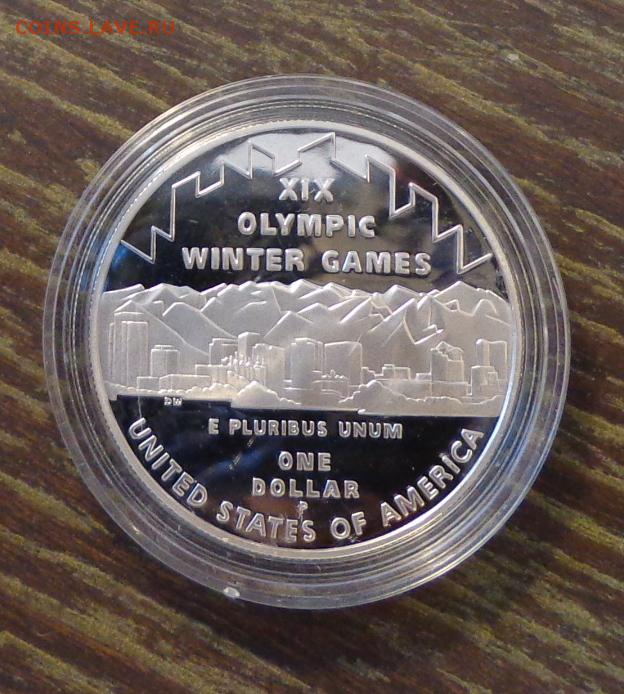 COINS.LAVE.RU
XIX
OLYMPIC
WINTER GAMES
E PLURIBUS UNUM
ONE
DOLLAR
P
UNITED STATES OF AMERICA